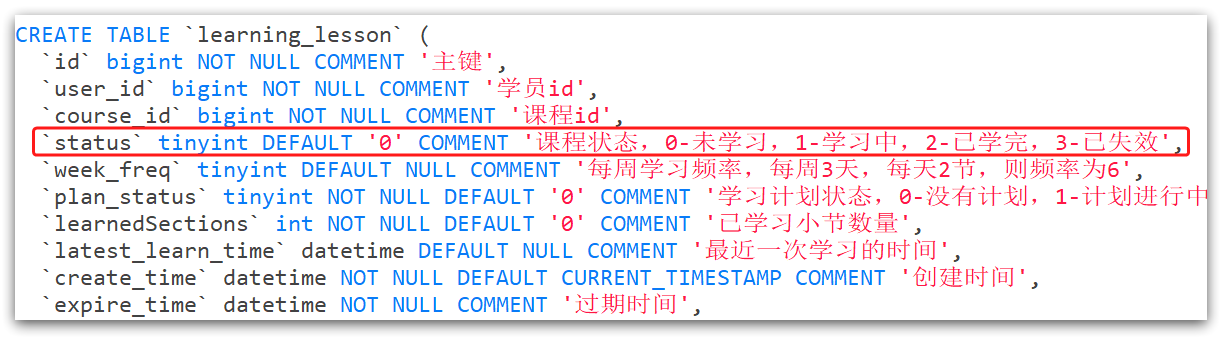 CREATE TABLE `learning_lesson` (
`id` bigint NOT NULL COMMENT '主键',
`user_id` bigint NOT NULL COMMENT '学员id',
`course_id` bigint NOT NULL COMMENT '课程id',
`status` tinyint DEFAULT '0' COMMENT '课程状态，0-未学习，1-学习中，2-已学完，3-已失效',
`week_freq` tinyint DEFAULT NULL COMMENT '每周学习频率，每周3天，每天2节，则频率为6',
`plan_status` tinyint NOT NULL DEFAULT '0' COMMENT '学习计划状态，0-没有计划，1-计划进行中
`learnedSections` int NOT NULL DEFAULT '0' COMMENT '已学习小节数量',
`latest_learn_time` datetime DEFAULT NULL COMMENT '最近一次学习的时间',
`create_time` datetime NOT NULL DEFAULT CURRENT_TIMESTAMP COMMENT '创建时间',
`expire_time` datetime NOT NULL COMMENT '过期时间',